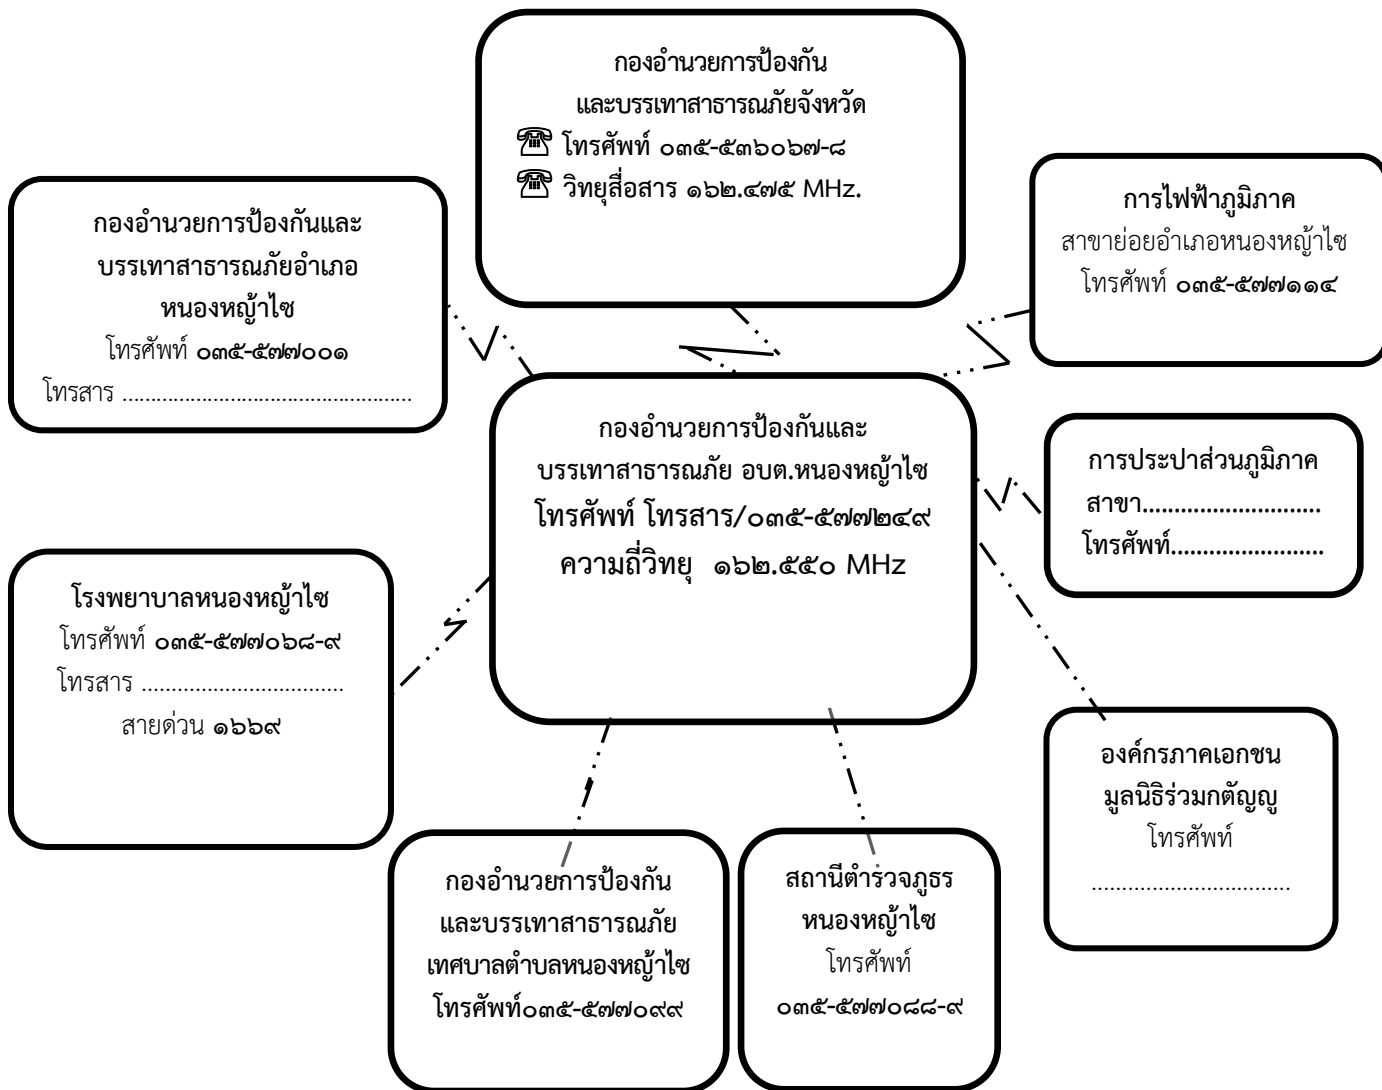 กองอำนวยการป้องกัน
และบรรเทาสาธารณภัยจังหวัด
โทรศัพท์ ๐๓๕-๕๓๖๐๖๗-๘
วิทยุสื่อสาร ๑๖๒.๔๗๕ MHz.
กองอำนวยการป้องกันและ
บรรเทาสาธารณภัยอำเภอ
หนองหญ้าไซ
โทรศัพท์ ๐๓๕-๕๗๗๐๐๑
โทรสาร ................................................
การไฟฟ้าภูมิภาค
สาขาย่อยอำเภอหนองหญ้าไซ
โทรศัพท์ ๐๓๕-๕๗๗๑๑๔
กองอำนวยการป้องกันและ
บรรเทาสาธารณภัย อบต.หนองหญ้าไซ
โทรศัพท์ โทรสาร/๐๓๕-๕๗๗๒๔๙
ความถี่วิทยุ ๑๖๒.๕๕๐ MHz
การประปาส่วนภูมิภาค
สาขา.............................
โทรศัพท์.........................
โรงพยาบาลหนองหญ้าไซ
โทรศัพท์ ๐๓๕-๕๗๗๐๖๘-๙
โทรสาร ..................................
สายด่วน ๑๖๖๙
องค์กรภาคเอกชน
มูลนิธิร่วมกตัญญู
โทรศัพท์
.................................
กองอำนวยการป้องกัน
และบรรเทาสาธารณภัย
เทศบาลตำบลหนองหญ้าไซ
โทรศัพท์๐๓๕-๕๗๗๐๙๙
สถานีตำรวจภูธร
หนองหญ้าไซ
โทรศัพท์
๐๓๕-๕๗๗๐๘๘-๙